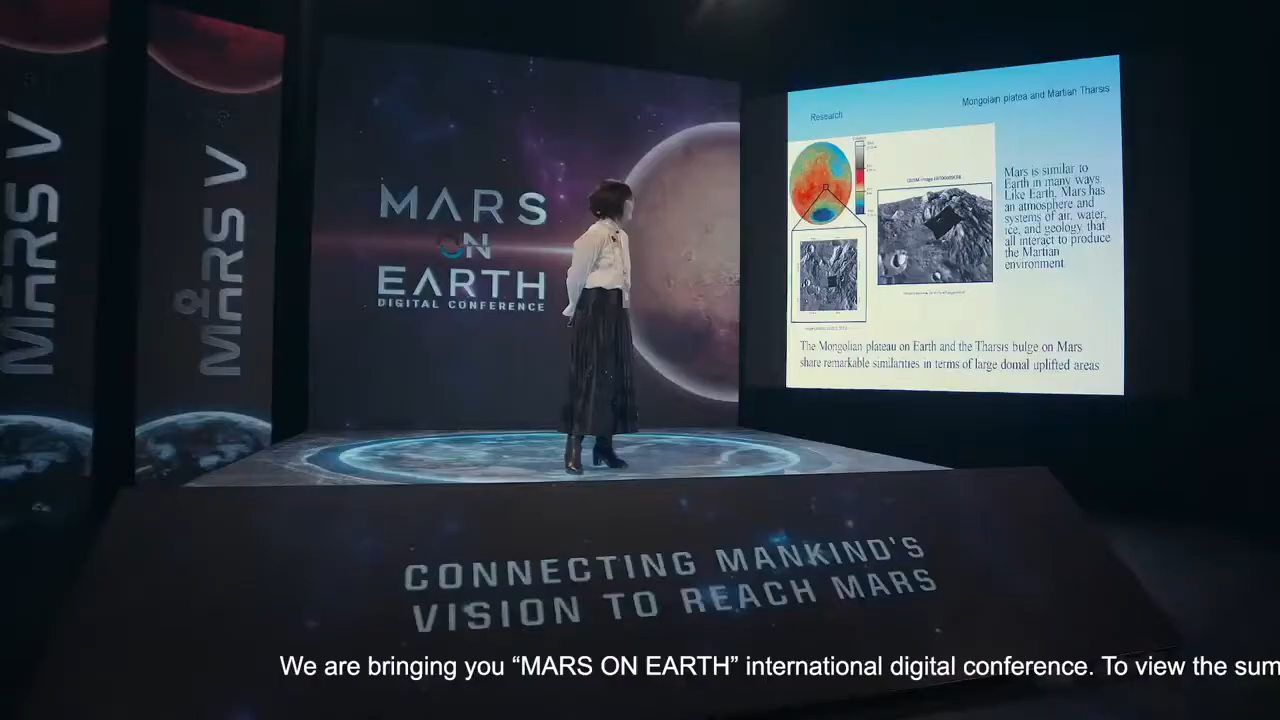 MARS V
MARS V
MARS
ON
EARTH
DIGITAL CONFERENCE
Research
Mongolain platea and Martian Tharsis
Mars is similar to
Earth in many ways.
Like Earth, Mars has
an atmosphere and
systems of air, water,
ice, and geology that
all interact to produce
the Martian
environment
The Mongolian plateau on Earth and the Tharsis bulge on Mars
share remarkable similarities in terms of large domal uplifted areas
CONNECTING MANKIND'S
VISION TO REACH MARS
We are bringing you “MARS ON EARTH” international digital conference. To view the sum